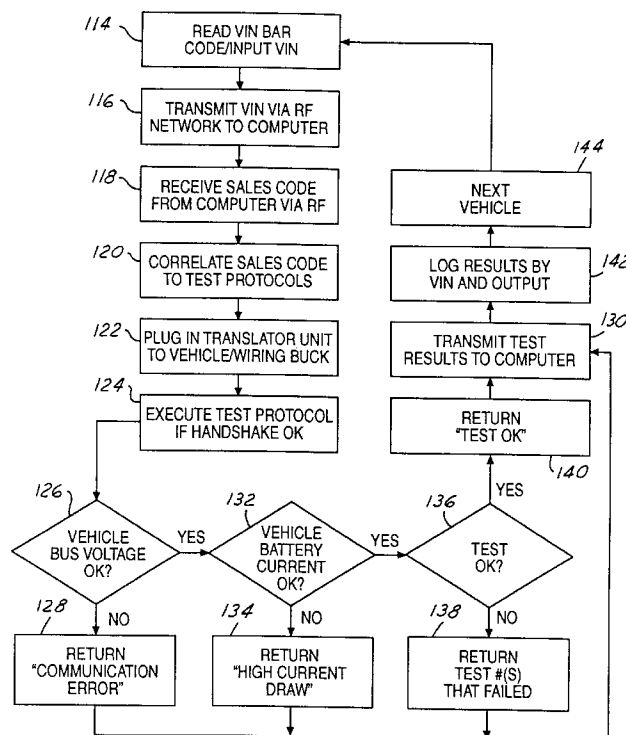 114
READ VIN BAR
CODE/INPUT VIN
116
TRANSMIT VIN VIA RF
NETWORK TO COMPUTER
118
RECEIVE SALES CODE
FROM COMPUTER VIA RF
120
CORRELATE SALES CODE
TO TEST PROTOCOLS
122
PLUG IN TRANSLATOR UNIT
TO VEHICLE/WIRING BUCK
124
EXECUTE TEST PROTOCOL
IF HANDSHAKE OK
126
VEHICLE
BUS VOLTAGE
OK?
YES
NO
128
RETURN
“COMMUNICATION
ERROR”
132
VEHICLE
BATTERY
CURRENT
OK?
YES
NO
134
RETURN
“HIGH CURRENT
DRAW”
136
TEST
OK?
YES
NO
138
RETURN
TEST #(S)
THAT FAILED
140
RETURN
“TEST OK”
130
TRANSMIT TEST
RESULTS TO COMPUTER
142
LOG RESULTS BY
VIN AND OUTPUT
144
NEXT
VEHICLE